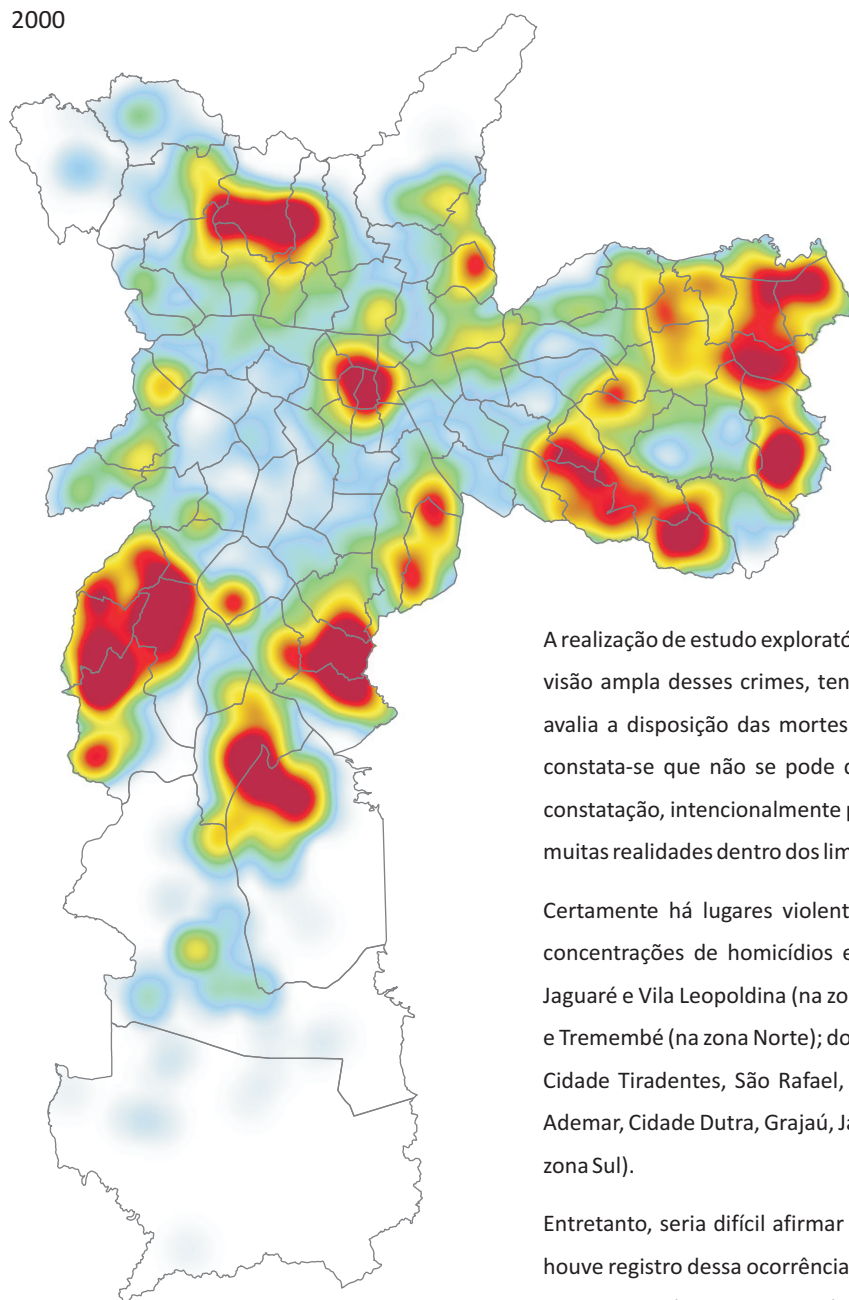 2000
A realização de estudo explorató
visão ampla desses crimes, ten
avalia a disposição das mortes
constata-se que não se pode d
constatação, intencionalmente p
muitas realidades dentro dos lim
Certamente há lugares violent
concentrações de homicídios e
Jaguaré e Vila Leopoldina (na zo
e Tremembé (na zona Norte); do
Cidade Tiradentes, São Rafael,
Ademar, Cidade Dutra, Grajaú, Ja
zona Sul).
Entretanto, seria difícil afirmar
houve registro dessa ocorrência